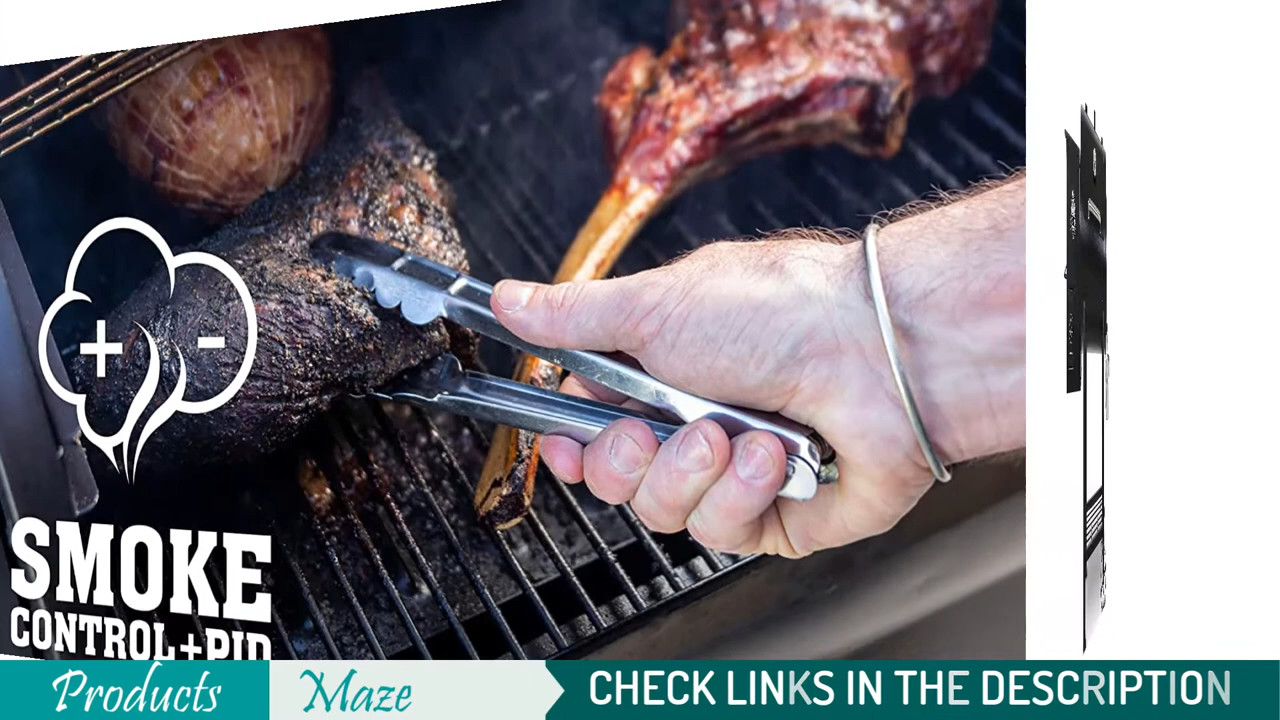 + -
SMOKE
CONTROL+PID
Products Maze CHECK LINKS IN THE DESCRIPTION